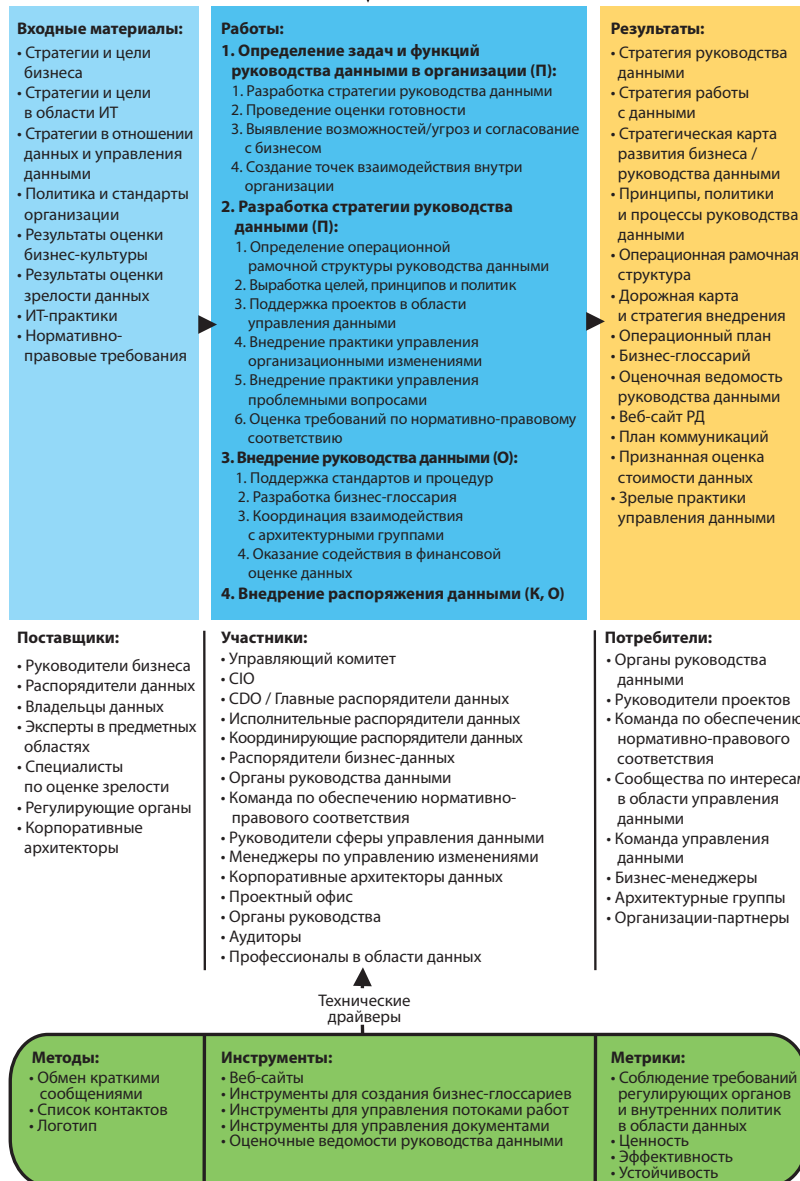 Входные материалы:
• Стратегии и цели
бизнеса
• Стратегии и цели
в области ИТ
• Стратегии в отношении
данных и управления
данными
• Политика и стандарты
организации
• Результаты оценки
бизнес-культуры
• Результаты оценки
зрелости данных
• ИТ-практики
• Нормативно-
правовые требования
Работы:
1. Определение задач и функций
руководства данными в организации (П):
1. Разработка стратегии руководства данными
2. Проведение оценки готовности
3. Выявление возможностей/угроз и согласование
с бизнесом
4. Создание точек взаимодействия внутри
организации
2. Разработка стратегии руководства
данными (П):
1. Определение операционной
рамочной структуры руководства данными
2. Выработка целей, принципов и политик
3. Поддержка проектов в области
управления данными
4. Внедрение практики управления
организационными изменениями
5. Внедрение практики управления
проблемными вопросами
6. Оценка требований по нормативно-правовому
соответствию
3. Внедрение руководства данными (О):
1. Поддержка стандартов и процедур
2. Разработка бизнес-глоссария
3. Координация взаимодействия
с архитектурными группами
4. Оказание содействия в финансовой
оценке данных
4. Внедрение распоряжения данными (К, О)
Результаты:
• Стратегия руководства
данными
• Стратегия работы
с данными
• Стратегическая карта
развития бизнеса /
руководства данными
• Принципы, политики
и процессы руководства
данными
• Операционная рамочная
структура
• Дорожная карта
и стратегия внедрения
• Операционный план
• Бизнес-глоссарий
• Оценочная ведомость
руководства данными
• Веб-сайт РД
• План коммуникаций
• Признанная оценка
стоимости данных
• Зрелые практики
управления данными
Поставщики:
• Руководители бизнеса
• Распорядители данных
• Владельцы данных
• Эксперты в предметных
областях
• Специалисты
по оценке зрелости
• Регулирующие органы
• Корпоративные
архитекторы
Участники:
• Управляющий комитет
• CIO
• CDO / Главные распорядители данных
• Исполнительные распорядители данных
• Координирующие распорядители данных
• Распорядители бизнес-данных
• Органы руководства данными
• Команда по обеспечению нормативно-
правового соответствия
• Руководители сферы управления данными
• Менеджеры по управлению изменениями
• Корпоративные архитекторы данных
• Проектный офис
• Органы руководства
• Аудиторы
• Профессионалы в области данных
Потребители:
• Органы руководства
данными
• Руководители проектов
• Команда по обеспечению
нормативно-правового
соответствия
• Сообщества по интересам
в области управления
данными
• Команда управления
данными
• Бизнес-менеджеры
• Архитектурные группы
• Организации-партнеры
Технические
драйверы
Методы:
• Обмен краткими
сообщениями
• Список контактов
• Логотип
Инструменты:
• Веб-сайты
• Инструменты для создания бизнес-глоссариев
• Инструменты для управления потоками работ
• Инструменты для управления документами
• Оценочные ведомости руководства данными
Метрики:
• Соблюдение требований
регулирующих органов
и внутренних политик
в области данных
• Ценность
• Эффективность
• Устойчивость